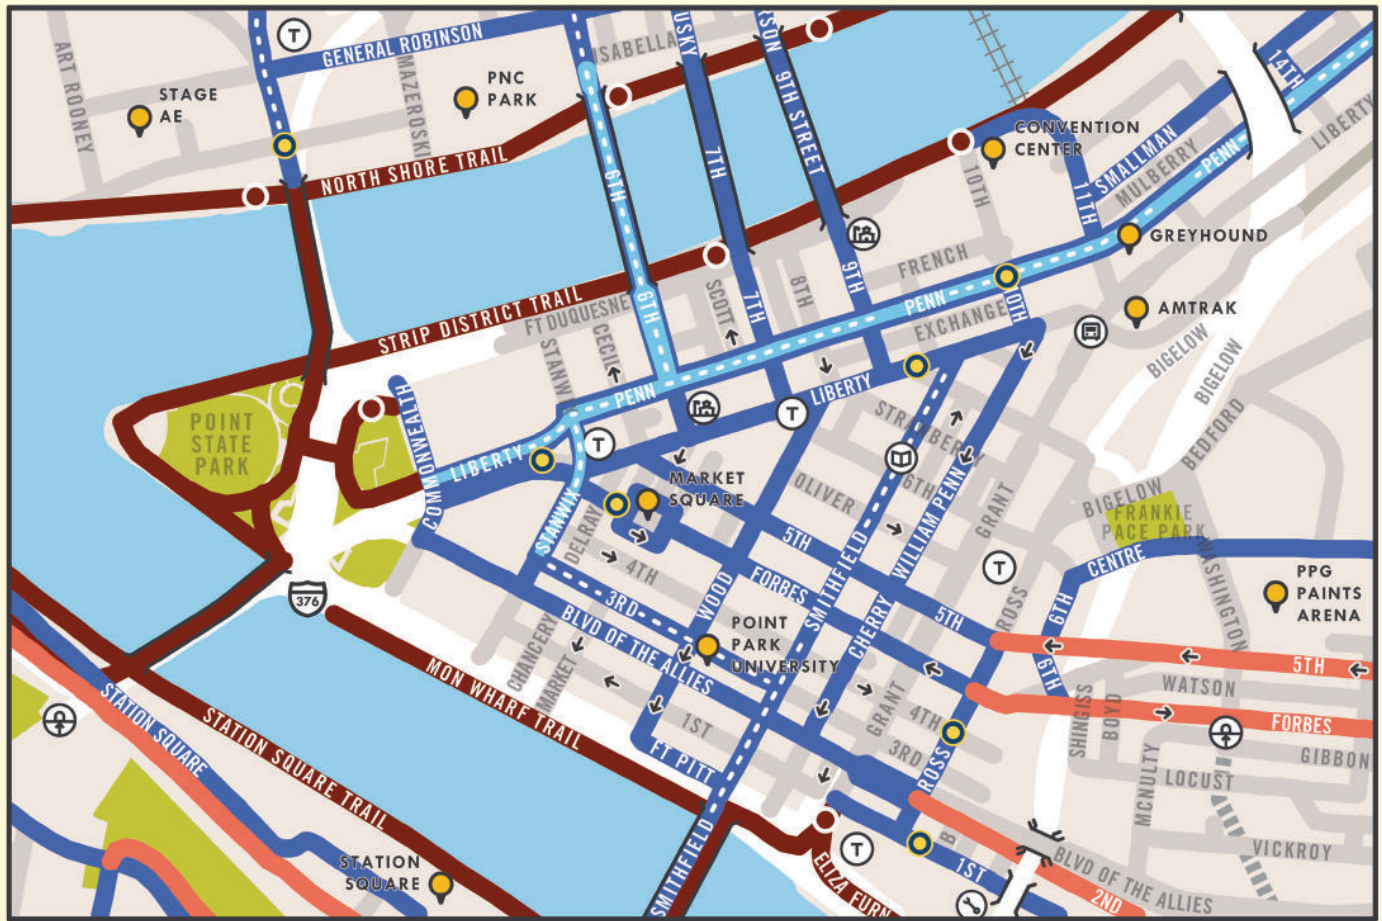 ART ROONEY
STAGE
AE
T
GENERAL ROBINSON
MAZEROSKI
PNC
PARK
ISABELLA
USKY
RSON
9TH STREET
7TH
6TH
NORTH SHORE TRAIL
CONVENTION
CENTER
10TH
11TH
SMALLMAN
MULBERRY
14TH
PENN
LIBERTY
GREYHOUND
AMTRAK
BIGELOW
BIGELOW
BEDFORD
STRIP DISTRICT TRAIL
FT DUQUESNE
STANWIX
CECIL
6TH
SCOTT
7TH
8TH
9TH
FRENCH
PENN
EXCHANGE
10TH
PENN
LIBERTY
T
STRAWBERRY
POINT
STATE
PARK
COMMONWEALTH
LIBERTY
T
STANWIX
DELRAY
MARKET
SQUARE
OLIVER
6TH
WILLIAM PENN
GRANT
BIGELOW
FRANKIE
PACE PARK
CENTRE
WASHINGTON
PPG
PAINTS
ARENA
376
4TH
3RD
5TH
FORBES
WOOD
SMITHFIELD
CHERRY
5TH
T
ROSS
6TH
6TH
5TH
BLVD OF THE ALLIES
POINT
PARK
UNIVERSITY
CHANCERY
MARKET
1ST
FT PITT
GRANT
4TH
3RD
ROSS
WATSON
FORBES
SHINGISS
BOYD
GIBBON
LOCUST
MCNULTY
VICKROY
MON WHARF TRAIL
STATION SQUARE TRAIL
STATION SQUARE
STATION
SQUARE
SMITHFIELD
ELIZA FURN
T
B
1ST
BLVD OF THE ALLIES
2ND